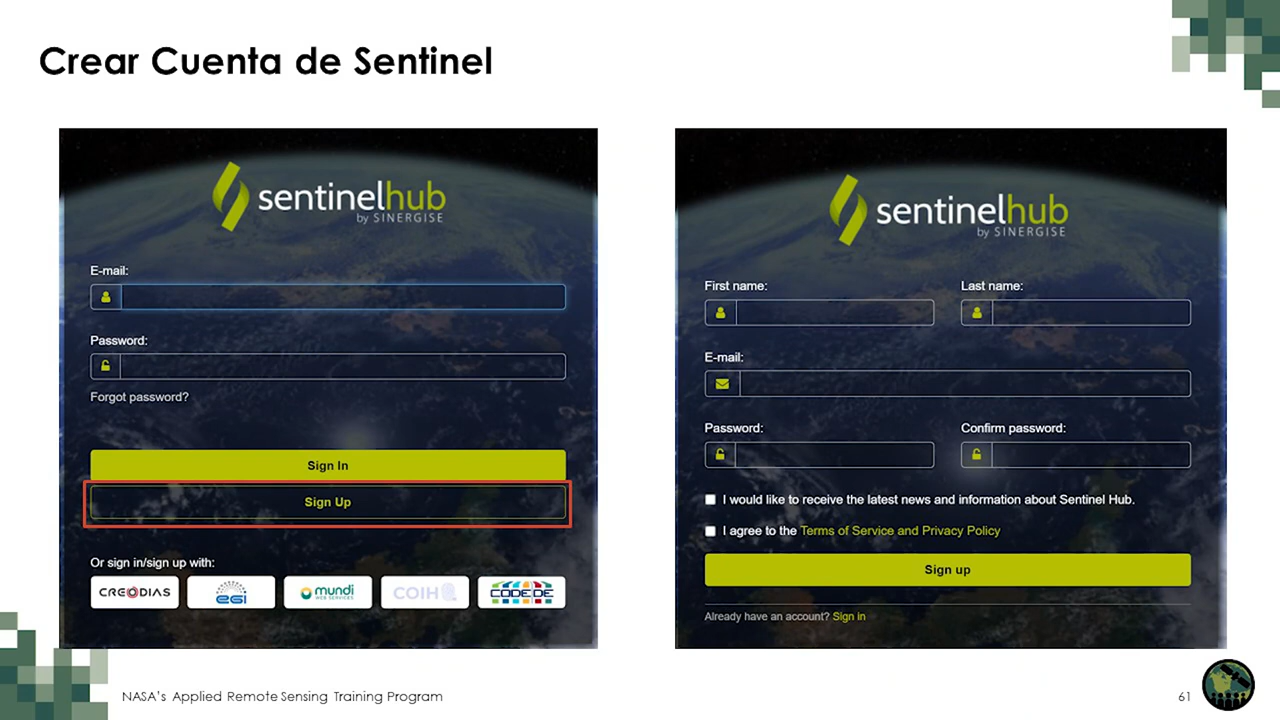 Crear Cuenta de Sentinel
sentinelhub
by SINERGISE
E-mail:
Password:
Forgot password?
Sign In
Sign Up
Or sign in/sign up with:
CREODIAS
egi
mundi
WEB SERVICES
COIH
CODE DE
sentinelhub
by SINERGISE
First name:
Last name:
E-mail:
Password:
Confirm password:
I would like to receive the latest news and information about Sentinel Hub.
I agree to the Terms of Service and Privacy Policy
Sign up
Already have an account? Sign in
NASA's Applied Remote Sensing Training Program
61